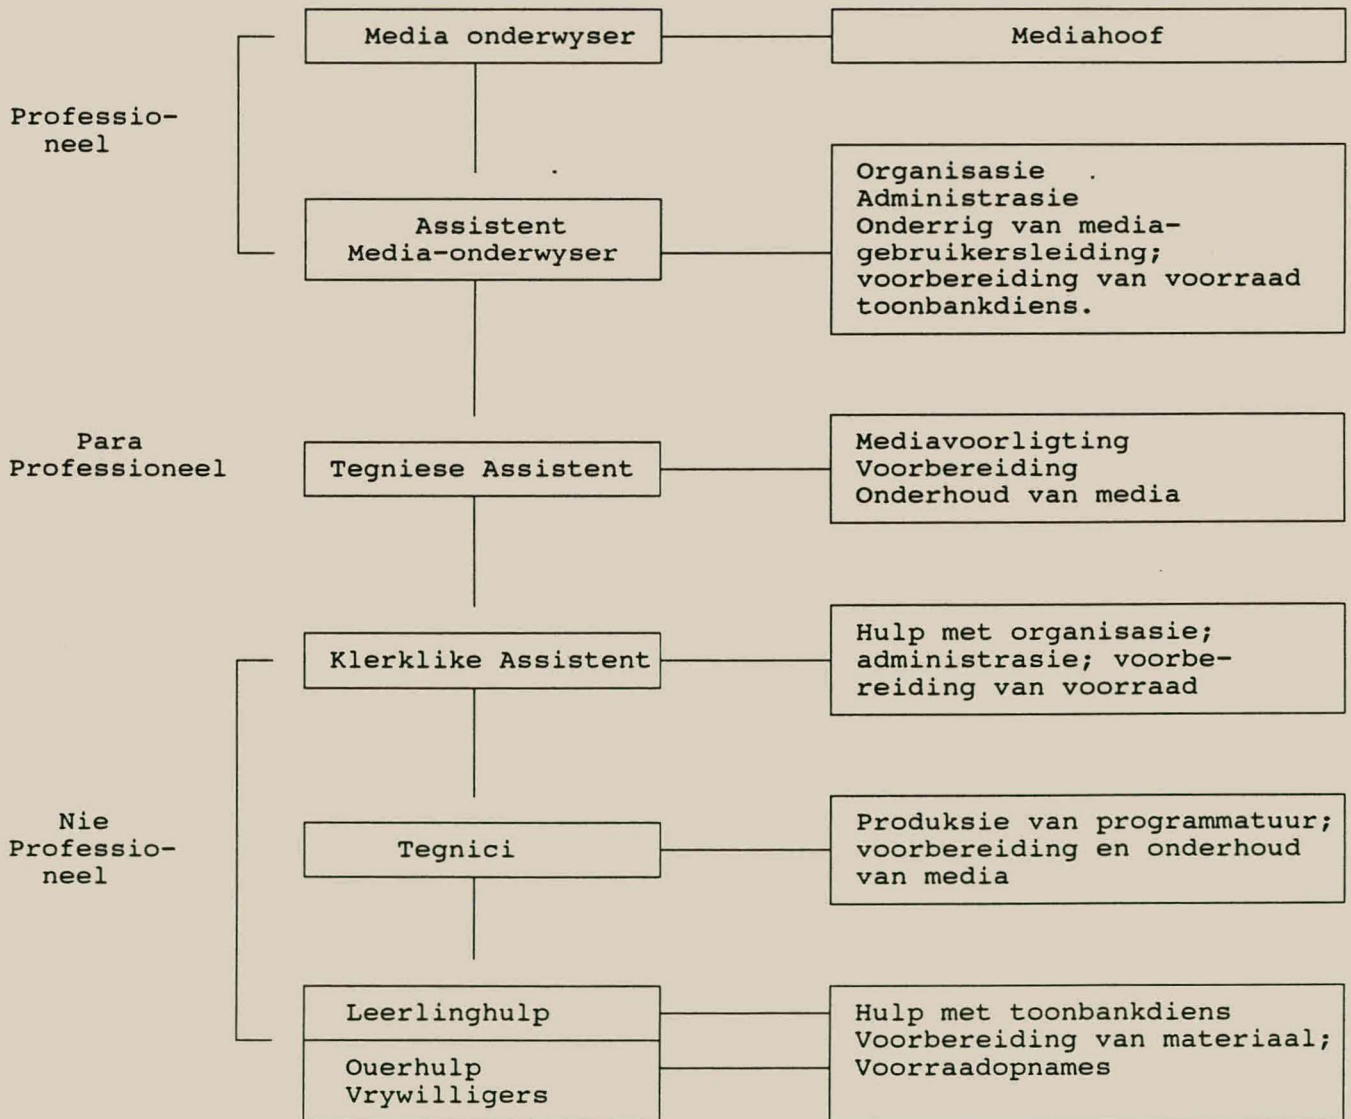 Media onderwyser
Mediahoof
Professio-
neel
Assistent
Media-onderwyser
Organisasie
Administrasie
Onderrig van media-
gebruikersleiding;
voorbereiding van voorraad
toonbankdiens.
Para
Professioneel
Tegniese Assistent
Mediavoorligting
Voorbereiding
Onderhoud van media
Klerklike Assistent
Hulp met organisasie;
administrasie; voorbe-
reiding van voorraad
Nie
Professio-
neel
Tegnici
Produksie van programmatuur;
voorbereiding en onderhoud
van media
Leerlinghulp
Ouerhulp
Vrywilligers
Hulp met toonbankdiens
Voorbereiding van materiaal;
Voorraadopnames